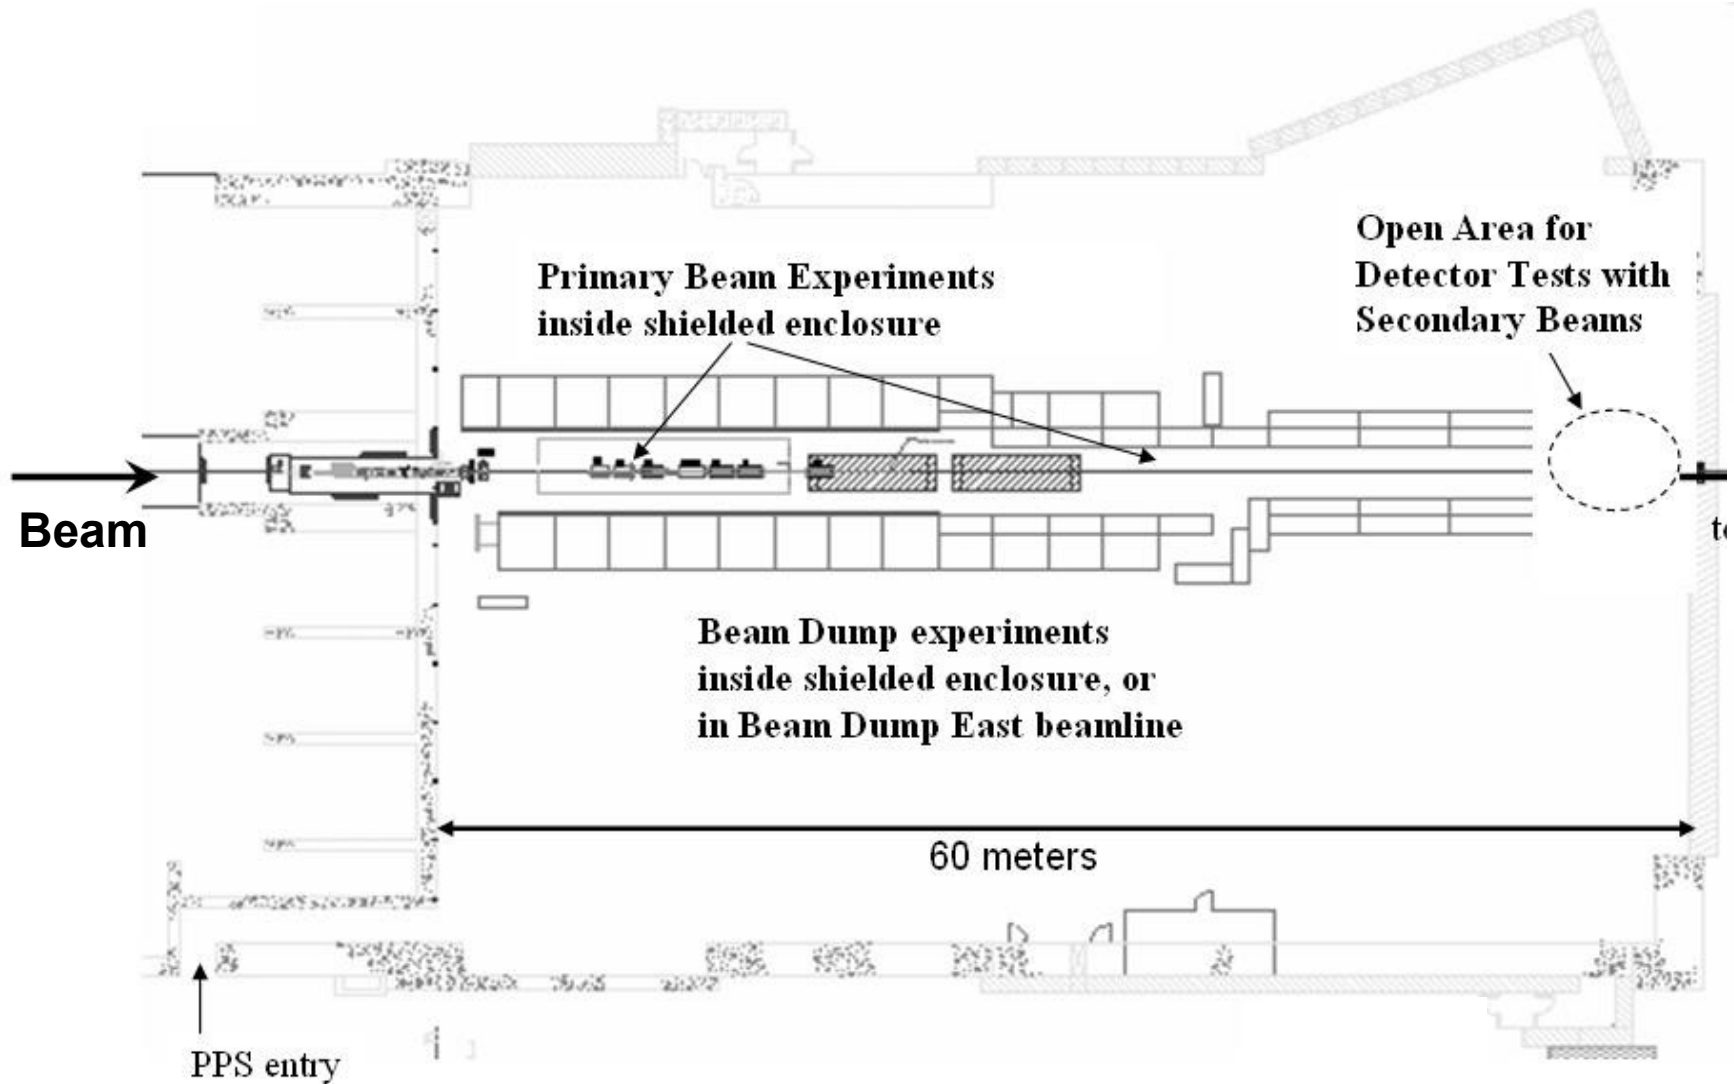 Primary Beam Experiments
inside shielded enclosure
Open Area for
Detector Tests with
Secondary Beams
Beam
Beam Dump experiments
inside shielded enclosure, or
in Beam Dump East beamline
60 meters
PPS entry